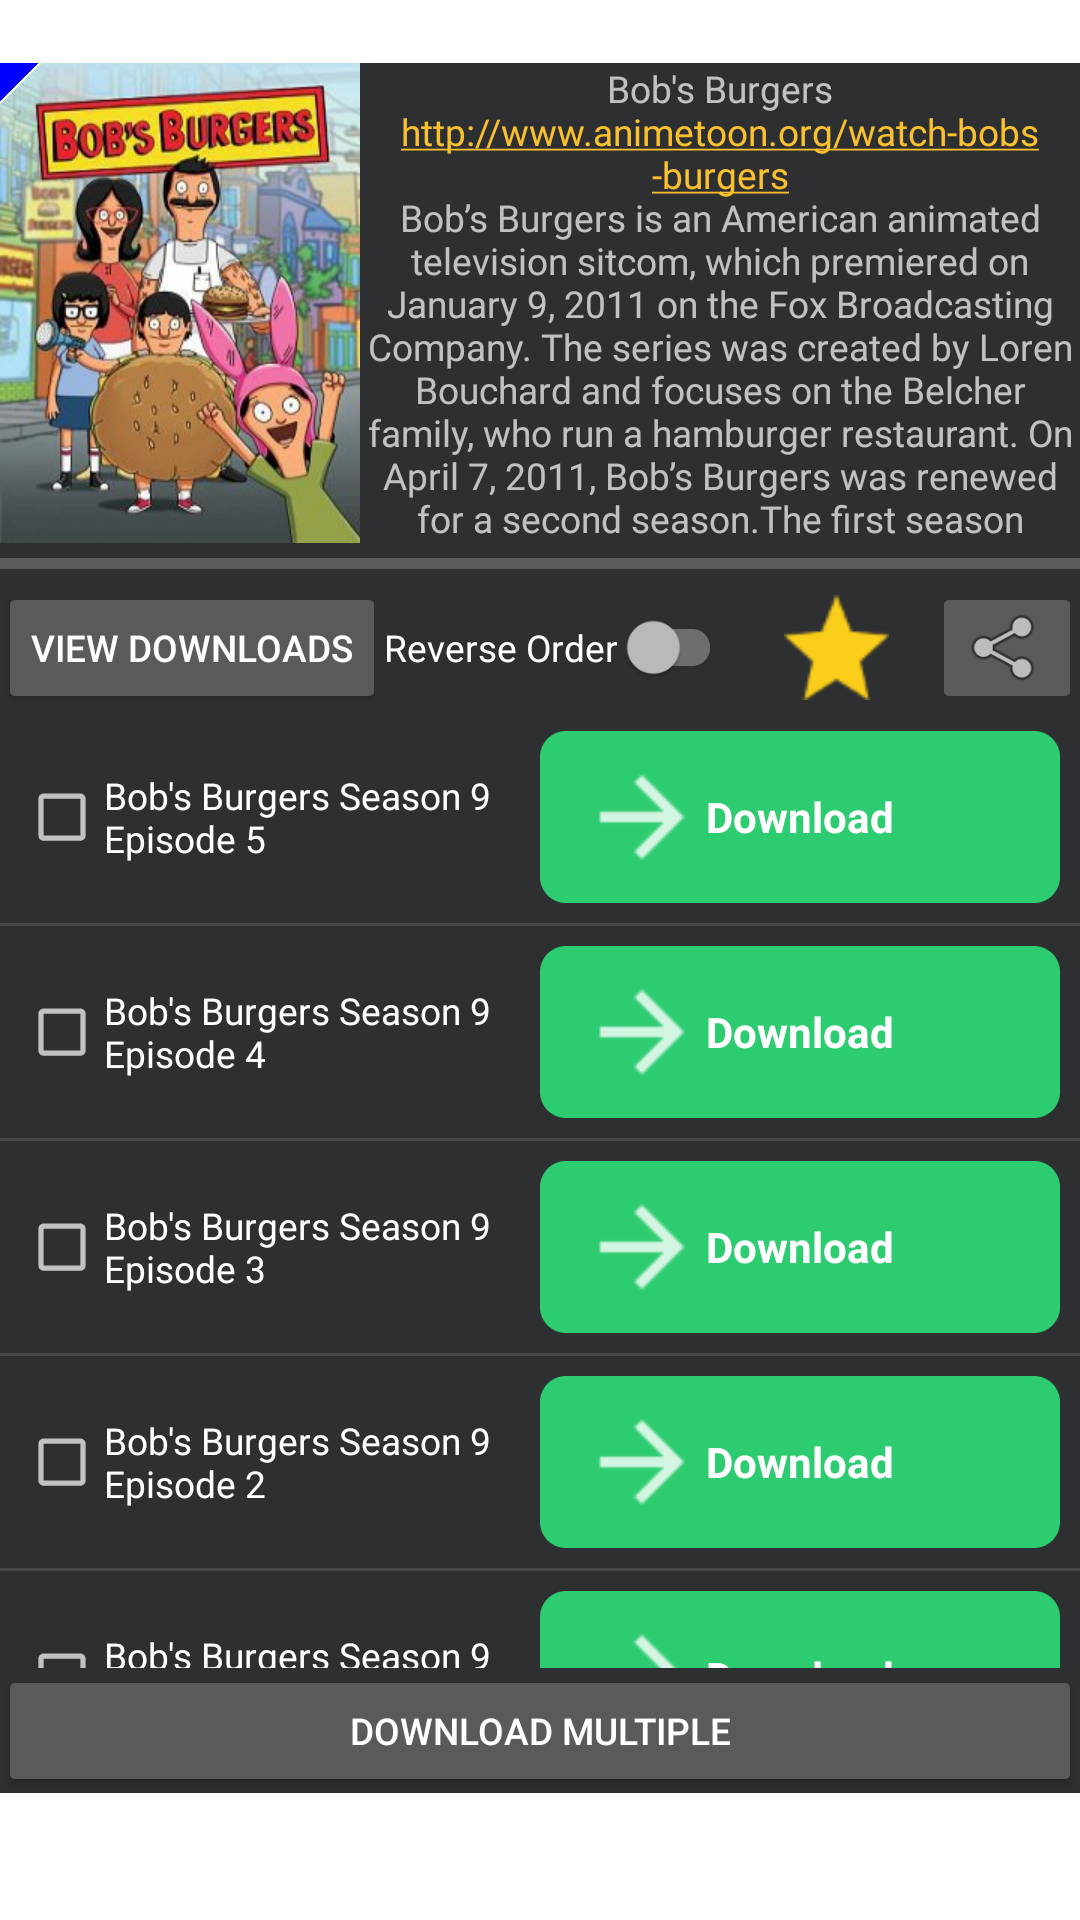 BOB'S BURGERS
Bob's Burgers
http://www.animetoon.org/watch-bobs
-burgers
Bob’s Burgers is an American animated
television sitcom, which premiered on
January 9, 2011 on the Fox Broadcasting
Company. The series was created by Loren
Bouchard and focuses on the Belcher
family, who run a hamburger restaurant. On
April 7, 2011, Bob’s Burgers was renewed
for a second season.The first season
VIEW DOWNLOADS Reverse Order
Bob's Burgers Season 9
Episode 5
Download
Bob's Burgers Season 9
Episode 4
Download
Bob's Burgers Season 9
Episode 3
Download
Bob's Burgers Season 9
Episode 2
Download
Bob's Burgers Season 9
DOWNLOAD MULTIPLE